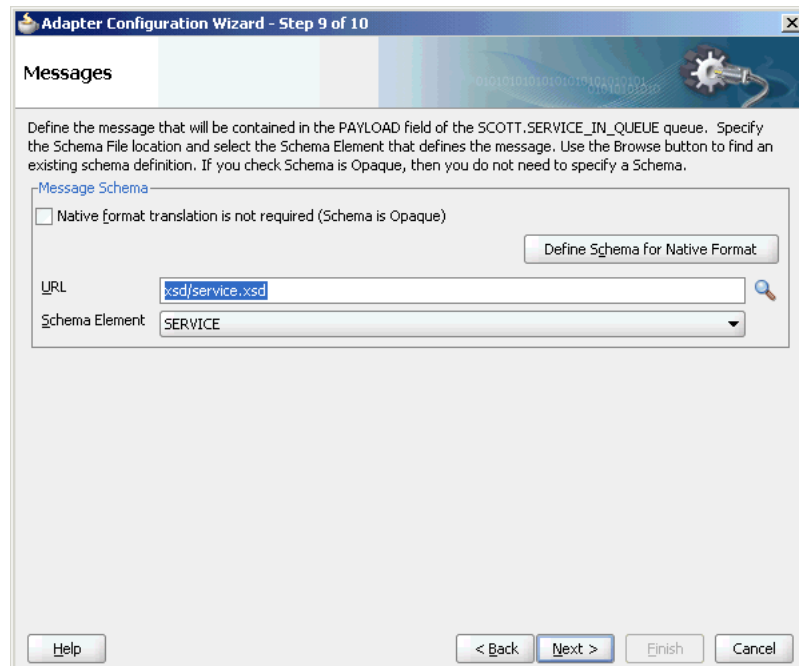 Adapter Configuration Wizard - Step 9 of 10
Messages
Define the message that will be contained in the PAYLOAD field of the SCOTT.SERVICE_IN_QUEUE queue. Specify
the Schema File location and select the Schema Element that defines the message. Use the Browse button to find an
existing schema definition. If you check Schema is Opaque, then you do not need to specify a Schema.
Message Schema
Native format translation is not required (Schema is Opaque)
Define Schema for Native Format
URL xsd/service.xsd
Schema Element SERVICE
Help < Back Next > Finish Cancel